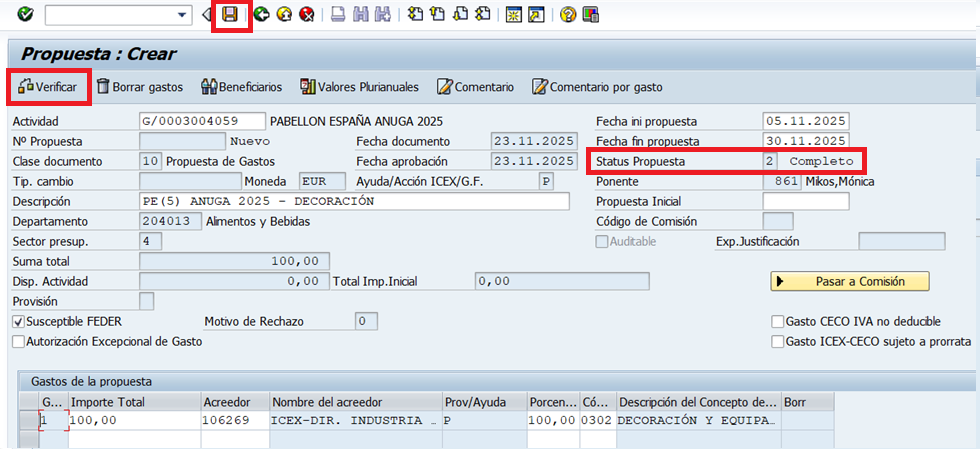 Propuesta : Crear
Verificar Borrar gastos Beneficiarios Valores Plurianuales Comentario Comentario por gasto
Actividad G/0003004059 PABELLON ESPAÑA ANUGA 2025 Fecha ini propuesta 05.11.2025
Nº Propuesta Nuevo Fecha documento 23.11.2025 Fecha fin propuesta 30.11.2025
Clase documento 10 Propuesta de Gastos Fecha aprobación 23.11.2025 Status Propuesta 2 Completo
Tip. cambio Moneda EUR Ayuda/Acción ICEX/G.F. P Ponente 861 Mikos,Mónica
Descripción PE(5) ANUGA 2025 - DECORACIÓN Propuesta Inicial
Departamento 204013 Alimentos y Bebidas Código de Comisión
Sector presup. 4 Auditable Exp.Justificación
Suma total 100,00
Disp. Actividad 0,00 Total Imp.Inicial 0,00 Pasar a Comisión
Provisión
Susceptible FEDER Motivo de Rechazo 0 Gasto CECO IVA no deducible
Autorización Excepcional de Gasto Gasto ICEX-CECO sujeto a prorrata
Gastos de la propuesta
G... Importe Total Acreedor Nombre del acreedor Prov/Ayuda Porcen... Có... Descripción del Concepto de... Borr
1 100,00 106269 ICEX-DIR. INDUSTRIA … P 100,00 0302 DECORACIÓN Y EQUIPA…